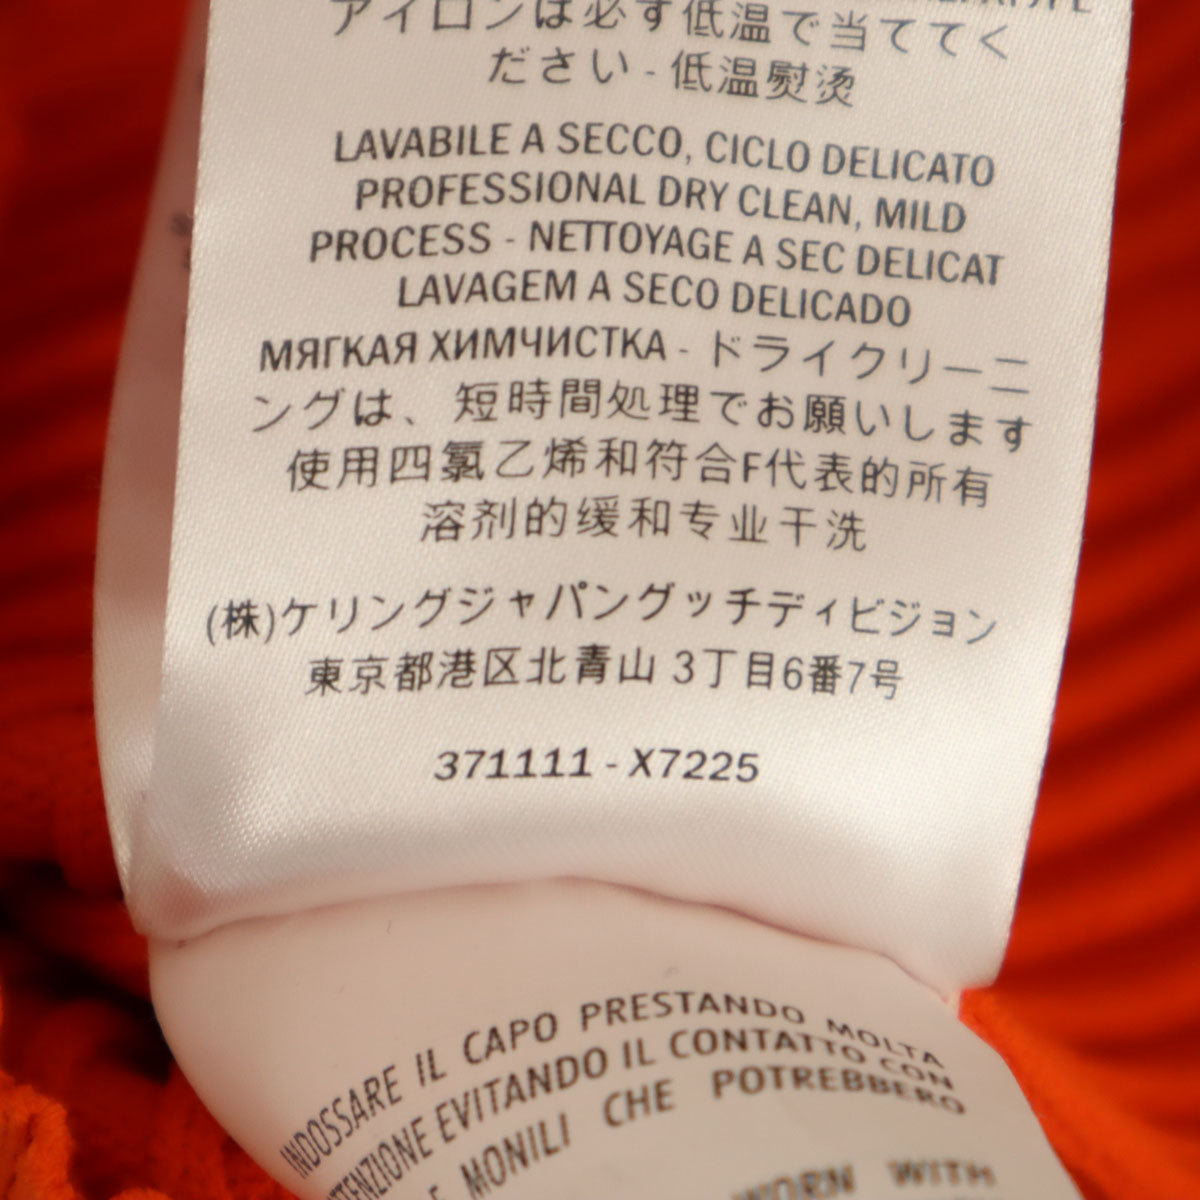 アイロンは必ず低温で当ててく
ださい - 低温熨烫
LAVABILE A SECCO, CICLO DELICATO
PROFESSIONAL DRY CLEAN, MILD
PROCESS - NETTOYAGE A SEC DELICAT
LAVAGEM A SECO DELICADO
МЯГКАЯ ХИМЧИСТКА - ドライクリーニ
ングは、短時間処理でお願いします
使用四氯乙烯和符合F代表的所有
溶剂的缓和专业干洗
(株)ケリングジャパングッチディビジョン
東京都港区北青山 3丁目6番7号
371111 - X7225
INDOSSARE IL CAPO PRESTANDO MOLTA
EVITANDO IL CONTATTO CON
MONILI CHE POTREBBERO
WORN WITH